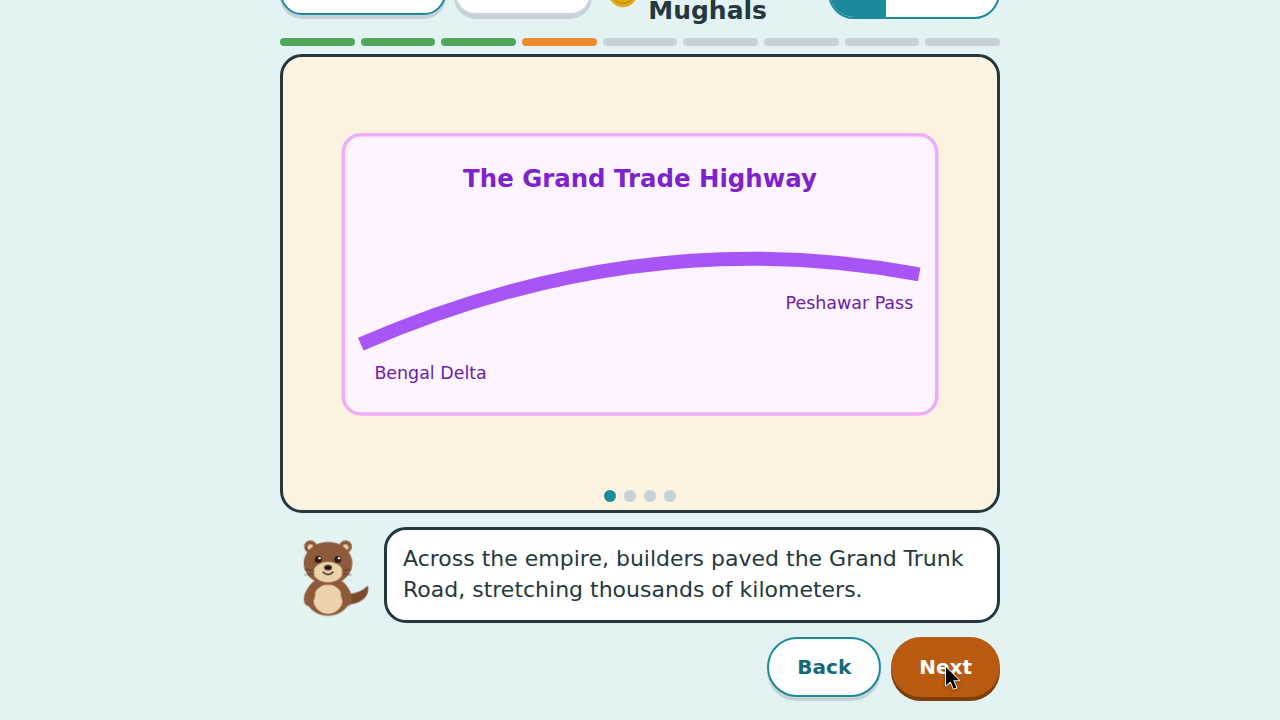 Mughals
The Grand Trade Highway
Peshawar Pass
Bengal Delta
Across the empire, builders paved the Grand Trunk
Road, stretching thousands of kilometers.
Back
Next